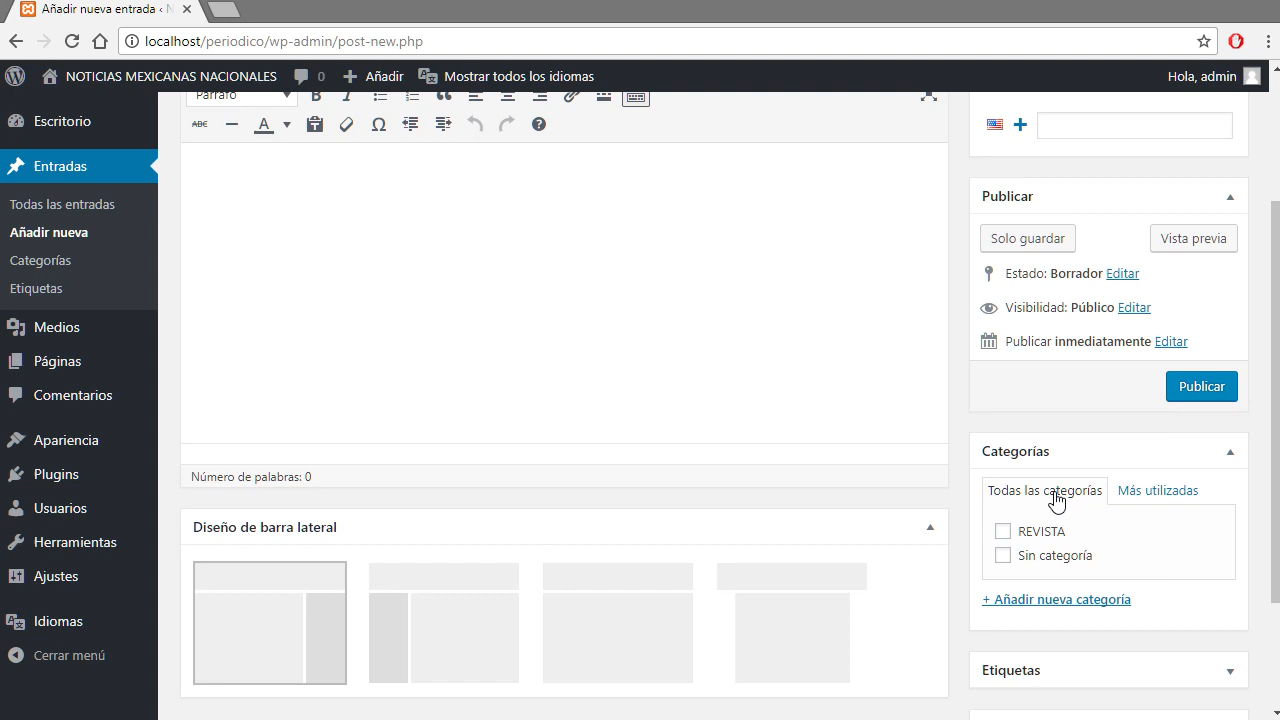 Añadir nueva entrada ‹ N
localhost/periodico/wp-admin/post-new.php
NOTICIAS MEXICANAS NACIONALES 0 Añadir Mostrar todos los idiomas Hola, admin
Escritorio
Entradas
Todas las entradas
Añadir nueva
Categorías
Etiquetas
Medios
Páginas
Comentarios
Apariencia
Plugins
Usuarios
Herramientas
Ajustes
Idiomas
Cerrar menú
Párrafo B I
ABC A Ω ?
Número de palabras: 0
Diseño de barra lateral
Publicar
Solo guardar Vista previa
Estado: Borrador Editar
Visibilidad: Público Editar
Publicar inmediatamente Editar
Publicar
Categorías
Todas las categorías Más utilizadas
REVISTA
Sin categoría
+ Añadir nueva categoría
Etiquetas